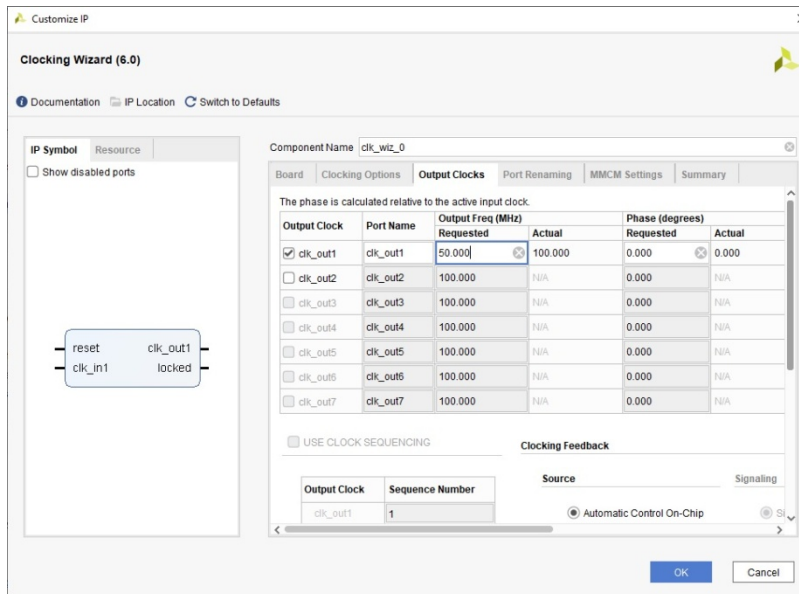 Customize IP
Clocking Wizard (6.0)
Documentation IP Location Switch to Defaults
IP Symbol Resource
Show disabled ports
reset clk_out1
clk_in1 locked
Component Name clk_wiz_0
Board Clocking Options Output Clocks Port Renaming MMCM Settings Summary
The phase is calculated relative to the active input clock.
Output Clock Port Name Output Freq (MHz) Phase (degrees)
Requested Actual Requested Actual
clk_out1 clk_out1 50.000 100.000 0.000 0.000
clk_out2 clk_out2 100.000 N/A 0.000 N/A
clk_out3 clk_out3 100.000 N/A 0.000 N/A
clk_out4 clk_out4 100.000 N/A 0.000 N/A
clk_out5 clk_out5 100.000 N/A 0.000 N/A
clk_out6 clk_out6 100.000 N/A 0.000 N/A
clk_out7 clk_out7 100.000 N/A 0.000 N/A
USE CLOCK SEQUENCING Clocking Feedback
Output Clock Sequence Number
clk_out1 1
Source Signaling
Automatic Control On-Chip
OK Cancel